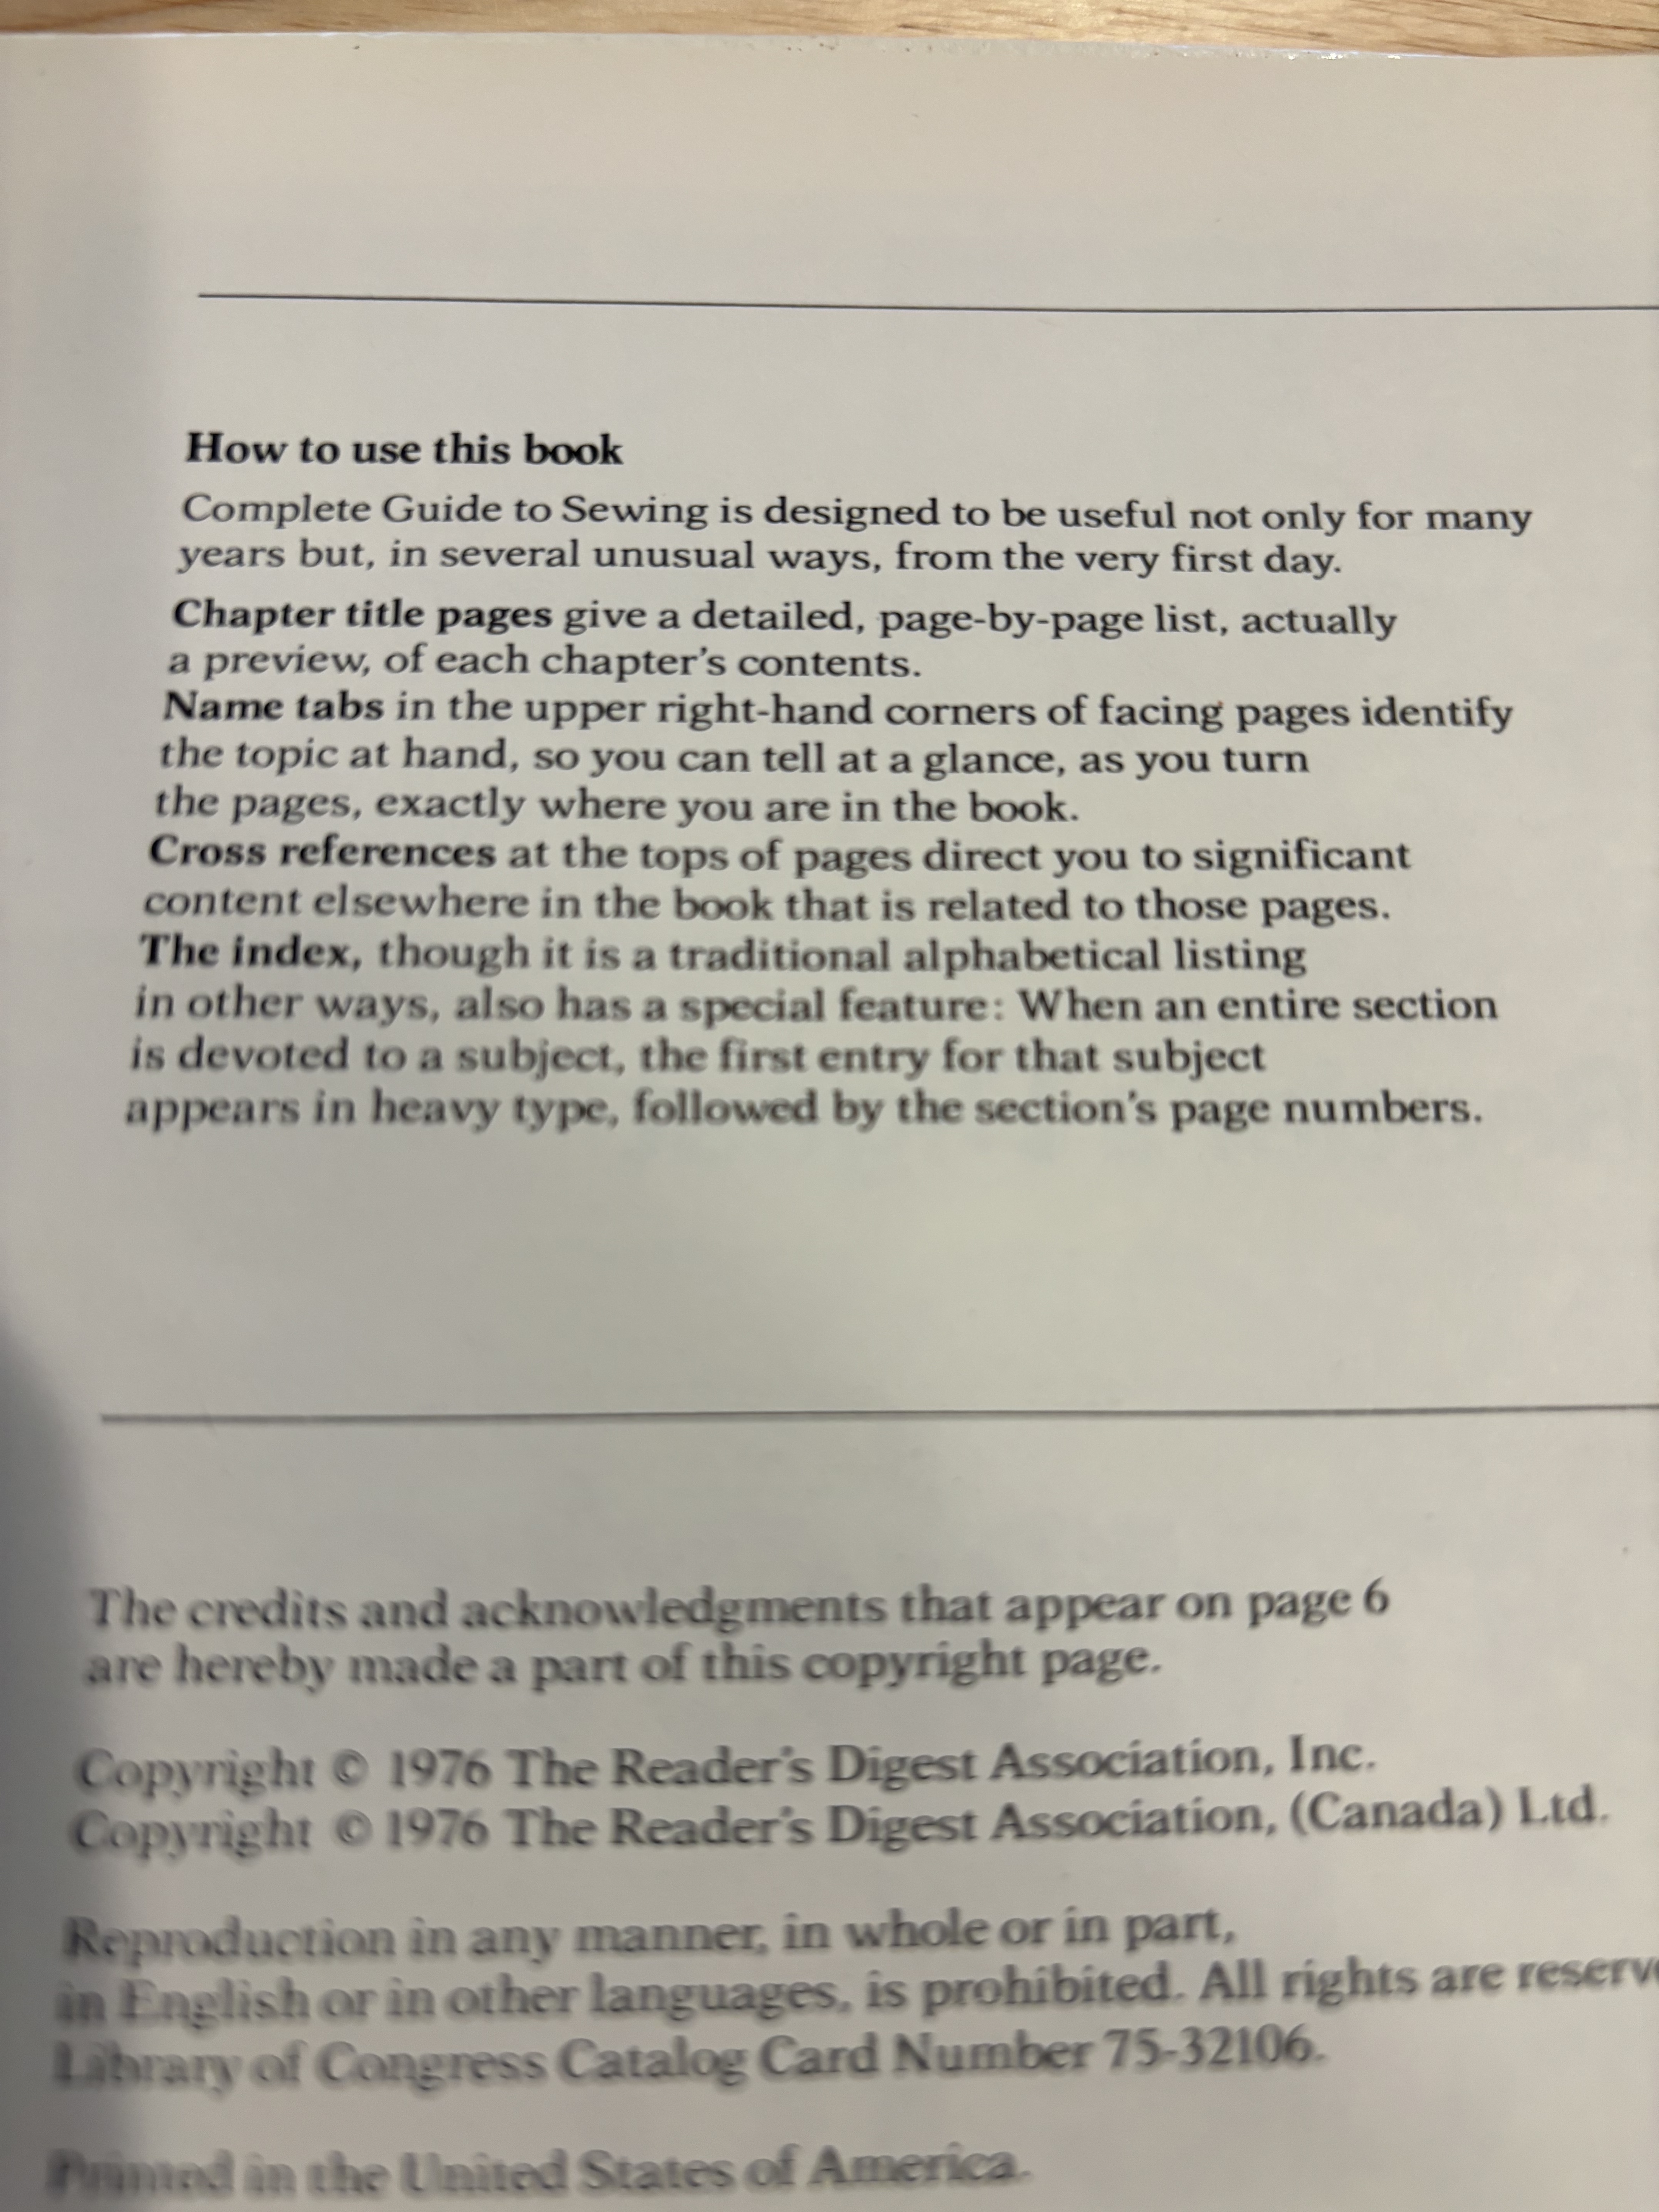 How to use this book
Complete Guide to Sewing is designed to be useful not only for many
years but, in several unusual ways, from the very first day.
Chapter title pages give a detailed, page-by-page list, actually
a preview, of each chapter's contents.
Name tabs in the upper right-hand corners of facing pages identify
the topic at hand, so you can tell at a glance, as you turn
the pages, exactly where you are in the book.
Cross references at the tops of pages direct you to significant
content elsewhere in the book that is related to those pages.
The index, though it is a traditional alphabetical listing
in other ways, also has a special feature: When an entire section
is devoted to a subject, the first entry for that subject
appears in heavy type, followed by the section's page numbers.
The credits and acknowledgments that appear on page 6
are hereby made a part of this copyright page.
Copyright © 1976 The Reader's Digest Association, Inc.
Copyright © 1976 The Reader's Digest Association, (Canada) Ltd.
Reproduction in any manner, in whole or in part,
in English or in other languages, is prohibited. All rights are reserve
Library of Congress Catalog Card Number 75-32106.
Printed in the United States of America.